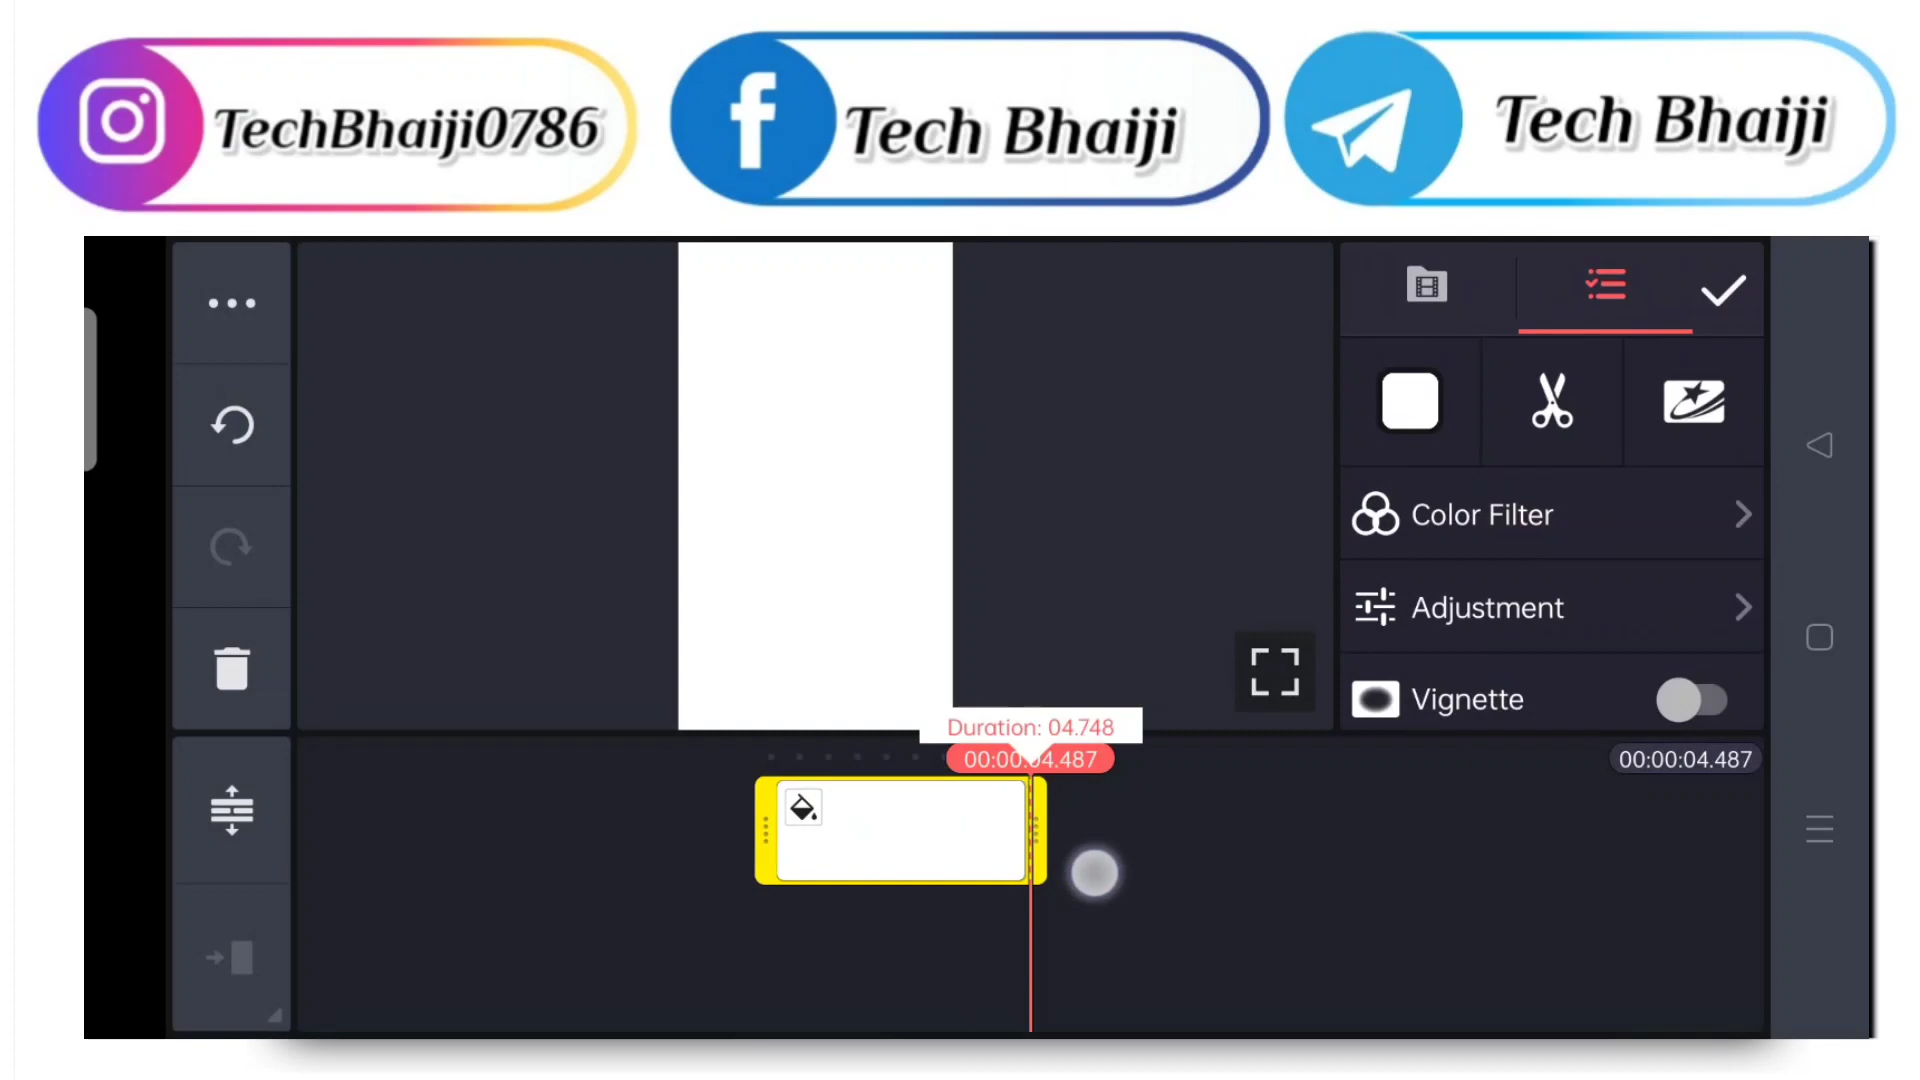 TechBhaiji0786
Tech Bhaiji
Tech Bhaiji
Color Filter
Adjustment
Vignette
Duration: 04.748
00:00:04.487
00:00:04.487